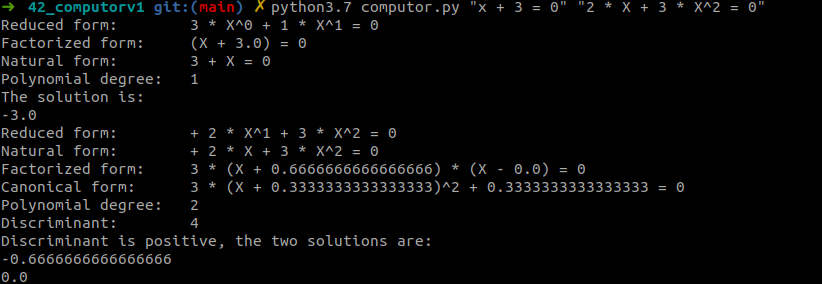 ➜ 42_computorv1 git:(main) ✗ python3.7 computor.py "x + 3 = 0" "2 * X + 3 * X^2 = 0"
Reduced form: 3 * X^0 + 1 * X^1 = 0
Factorized form: (X + 3.0) = 0
Natural form: 3 + X = 0
Polynomial degree: 1
The solution is:
-3.0
Reduced form: + 2 * X^1 + 3 * X^2 = 0
Natural form: + 2 * X + 3 * X^2 = 0
Factorized form: 3 * (X + 0.6666666666666666) * (X - 0.0) = 0
Canonical form: 3 * (X + 0.3333333333333333)^2 + 0.3333333333333333 = 0
Polynomial degree: 2
Discriminant: 4
Discriminant is positive, the two solutions are:
-0.6666666666666666
0.0